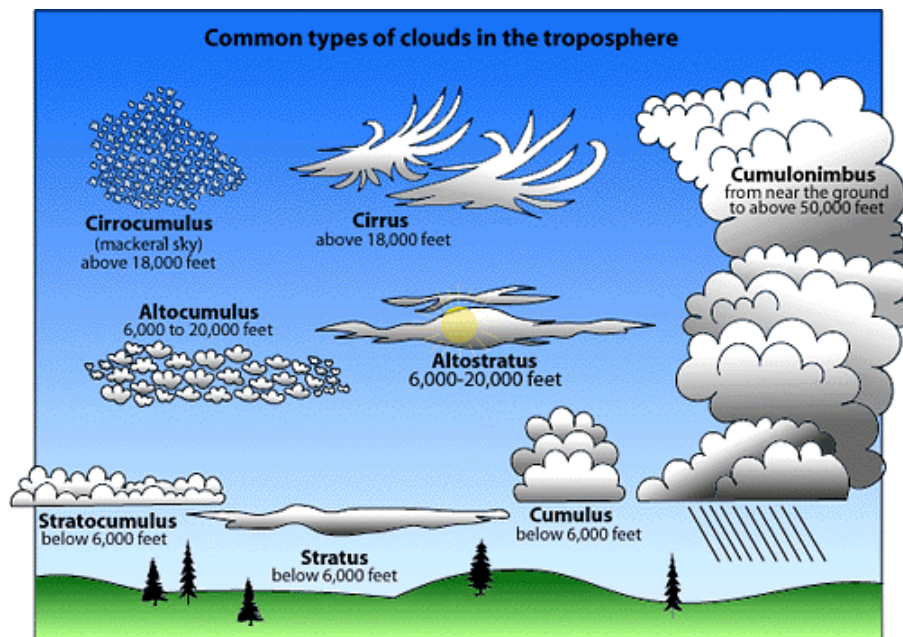 Common types of clouds in the troposphere
Cirrocumulus
(mackeral sky)
above 18,000 feet
Cirrus
above 18,000 feet
Cumulonimbus
from near the ground
to above 50,000 feet
Altocumulus
6,000 to 20,000 feet
Altostratus
6,000-20,000 feet
Stratocumulus
below 6,000 feet
Stratus
below 6,000 feet
Cumulus
below 6,000 feet